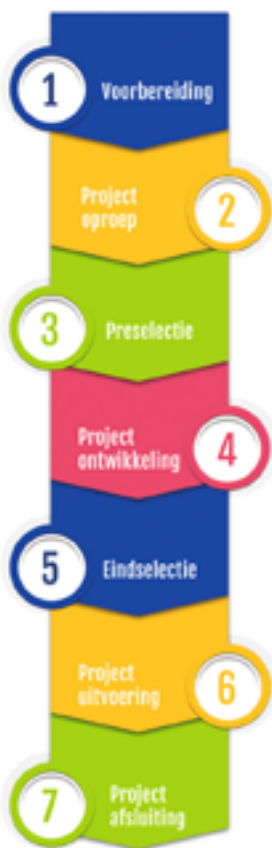 1 Voorbereiding
Project
oproep 2
3 Preselectie
Project
ontwikkeling 4
5 Eindselectie
Project
uitvoering 6
7 Project
afsluiting